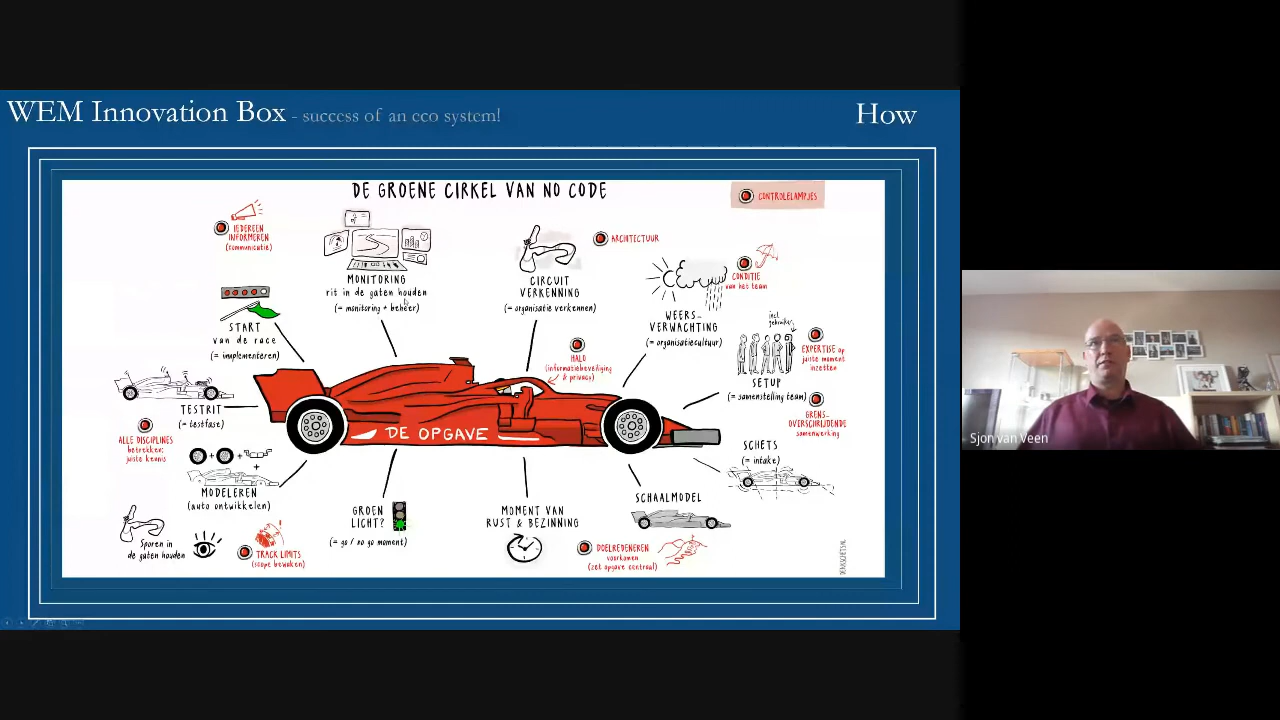 WEM Innovation Box - success of an eco system!
How
DE GROENE CIRKEL VAN NO CODE
CONTROLELAMPJES
IEDEREEN
INFORMEREN
(communicatie)
MONITORING
rit in de gaten houden
(= monitoring + beheer)
CIRCUIT
VERKENNING
(= organisatie verkennen)
ARCHITECTUUR
CONDITIE
van het team
WEERS-
VERWACHTING
(= organisatiecultuur)
START
van de race
(= implementeren)
HALO
(informatiebeveiliging
& privacy)
incl.
gebruiker
EXPERTISE op
juiste moment
inzetten
SETUP
(= samenstelling team)
TESTRIT
(= testfase)
GRENS-
OVERSCHRIJDENDE
samenwerking
DE OPGAVE
ALLE DISCIPLINES
betrekken:
juiste kennis
SCHETS
(= intake)
Sjon van Veen
MODELEREN
(auto ontwikkelen)
SCHAALMODEL
GROEN
LICHT?
(= go / no go moment)
MOMENT VAN
RUST & BEZINNING
Sporen in
de gaten houden
TRACK LIMITS
(scope bewaken)
DOELREDENEREN
voorkomen
(zet opgave centraal)
DENKSCHETS.NL